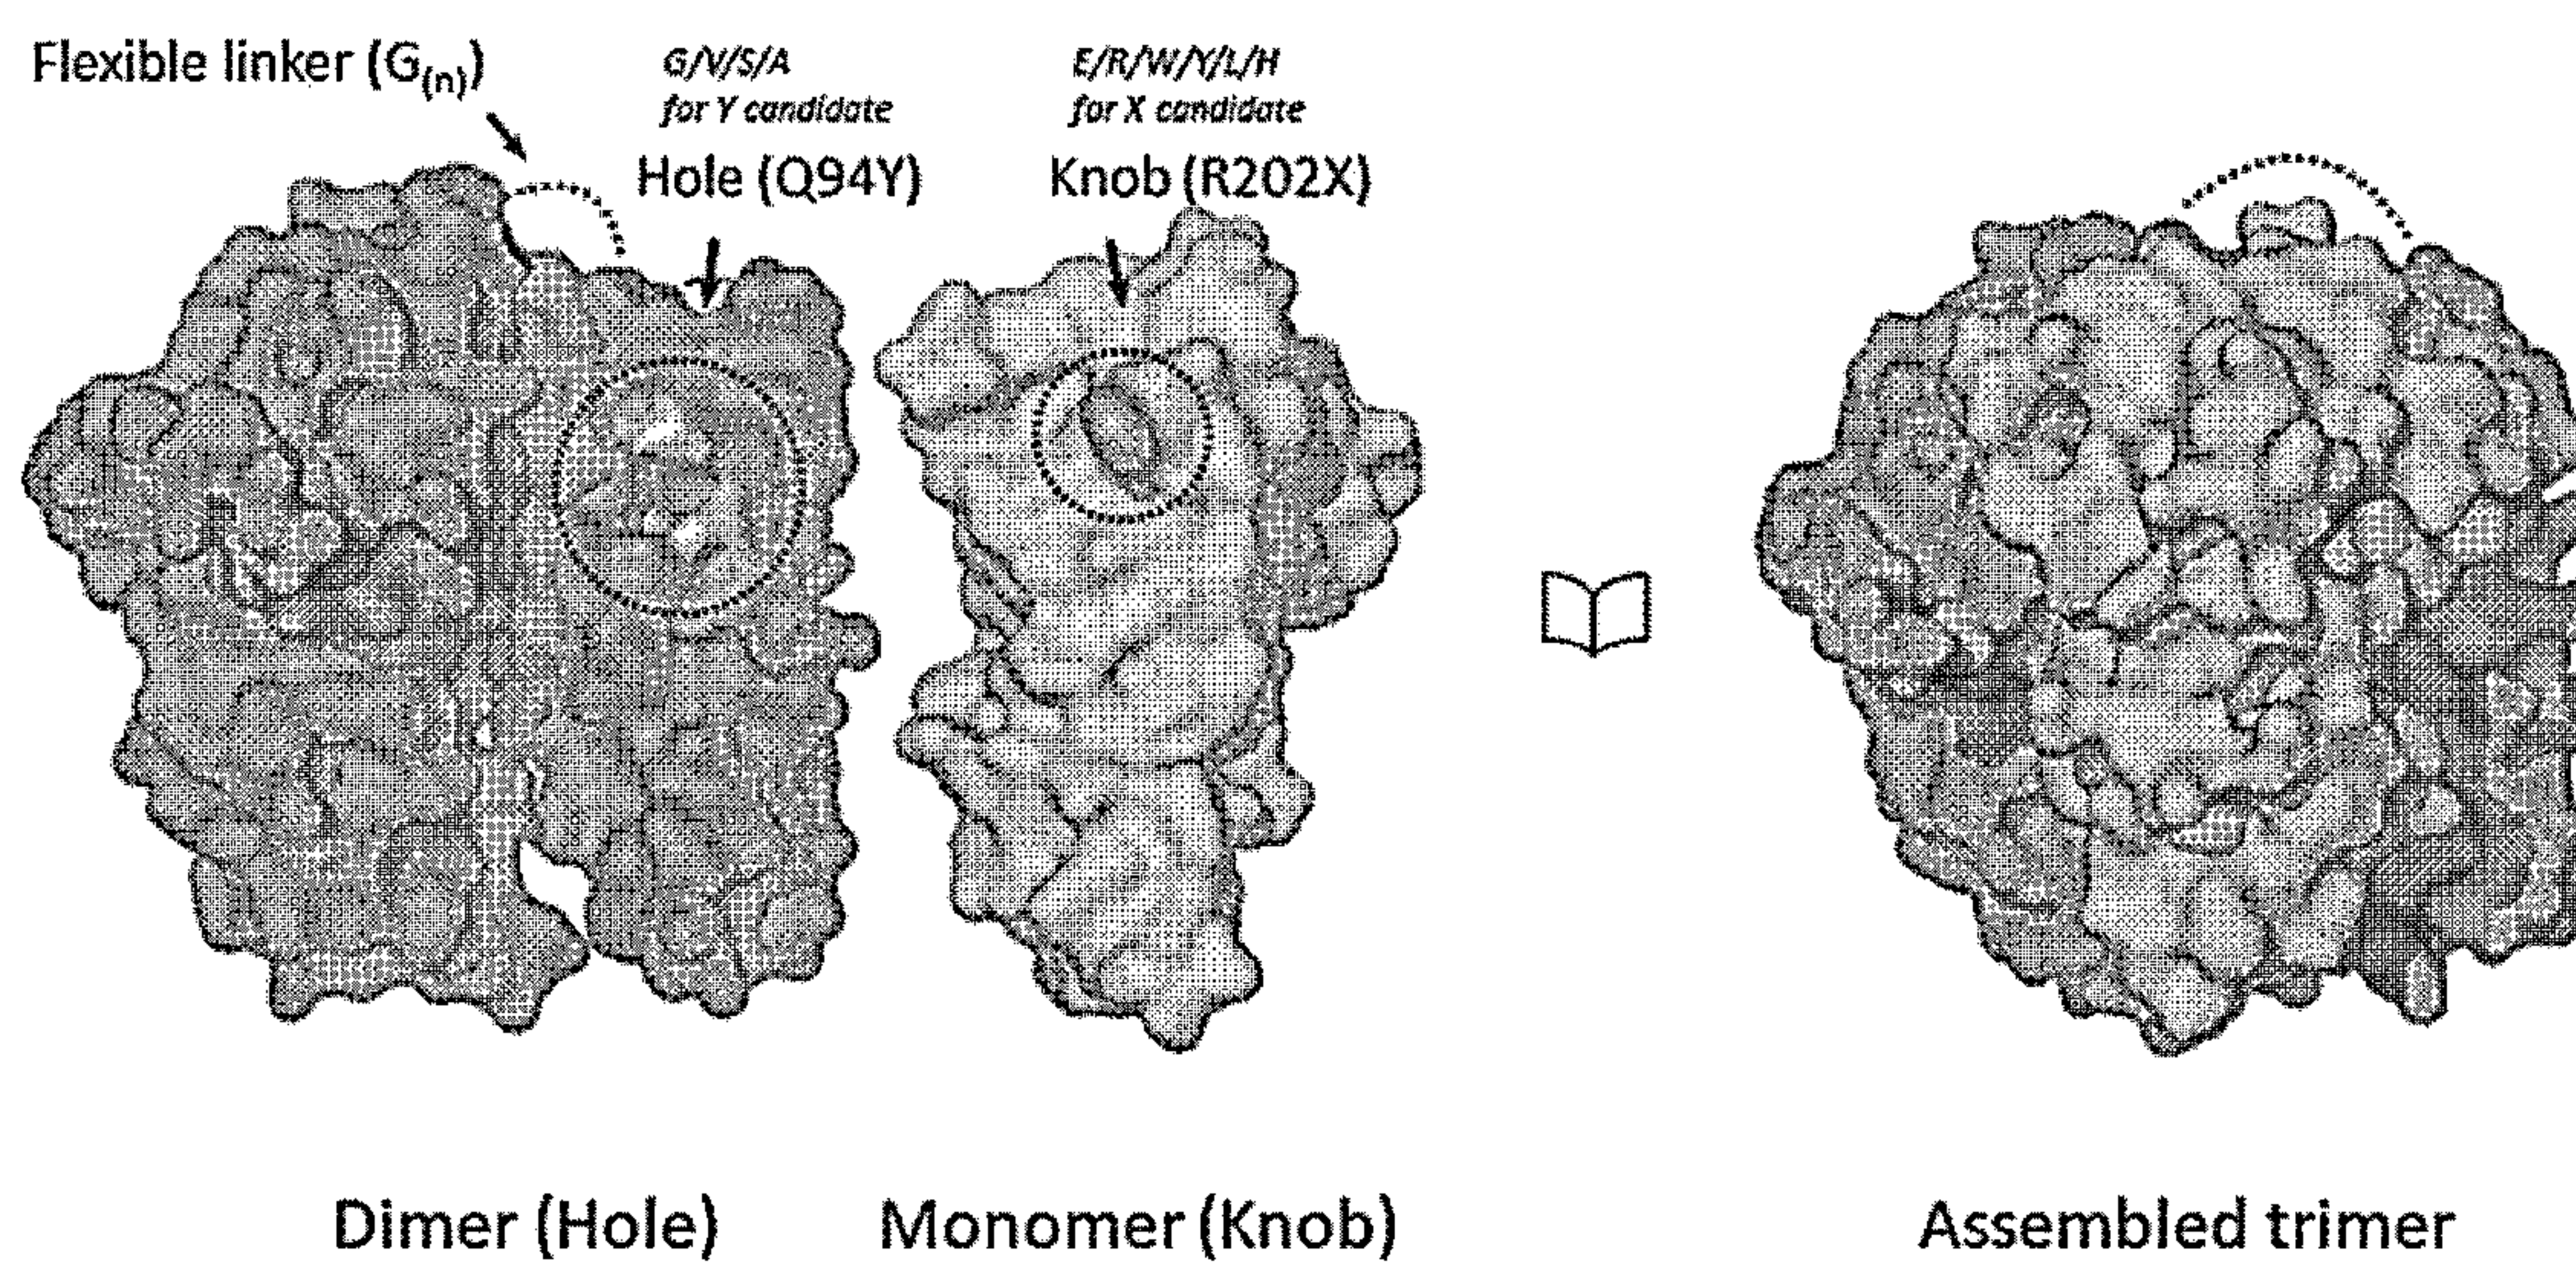 Flexible linker (G(n))
G/V/S/A
for Y candidate
Hole (Q94Y)
E/R/W/Y/L/H
for X candidate
Knob (R202X)
Dimer (Hole)
Monomer (Knob)
Assembled trimer